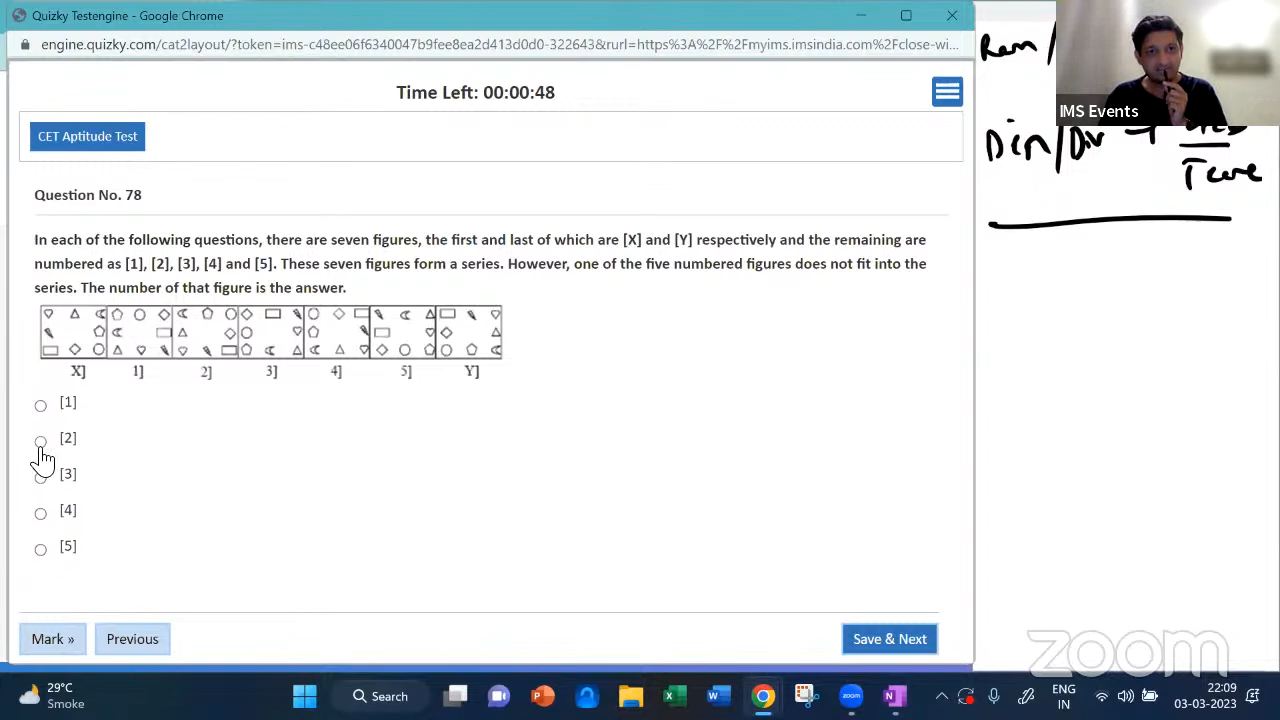 Quizky Testengine - Google Chrome
engine.quizky.com/cat2layout/?token=ims-c48ee06f6340047b9fee8ea2d413d0d0-322643&rurl=https%3A%2F%2Fmyims.imsindia.com%2Fclose-wi...
Time Left: 00:00:48
CET Aptitude Test
Question No. 78
In each of the following questions, there are seven figures, the first and last of which are [X] and [Y] respectively and the remaining are
numbered as [1], [2], [3], [4] and [5]. These seven figures form a series. However, one of the five numbered figures does not fit into the
series. The number of that figure is the answer.
X] 1] 2] 3] 4] 5] Y]
[1]
[2]
[3]
[4]
[5]
Mark »
Previous
Save & Next
IMS Events
zoom
29°C
Smoke
Search
zoom
ENG
IN
22:09
03-03-2023